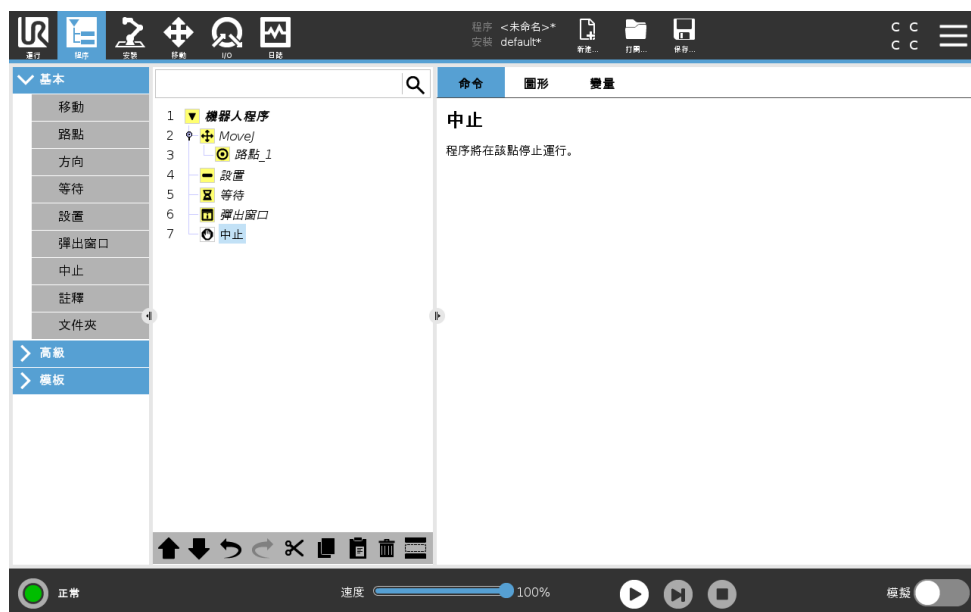 UR
程序 <未命名>*
安裝 default*
C C
C C
運行 程序 安裝 移動 I/O 日誌
新建... 打開... 保存...
基本
移動
路點
方向
等待
設置
彈出窗口
中止
註釋
文件夾
高級
模板
1 機器人程序
2 MoveJ
3 路點_1
4 設置
5 等待
6 彈出窗口
7 中止
命令 圖形 變量
中止
程序將在該點停止運行。
正常
速度 100%
模擬